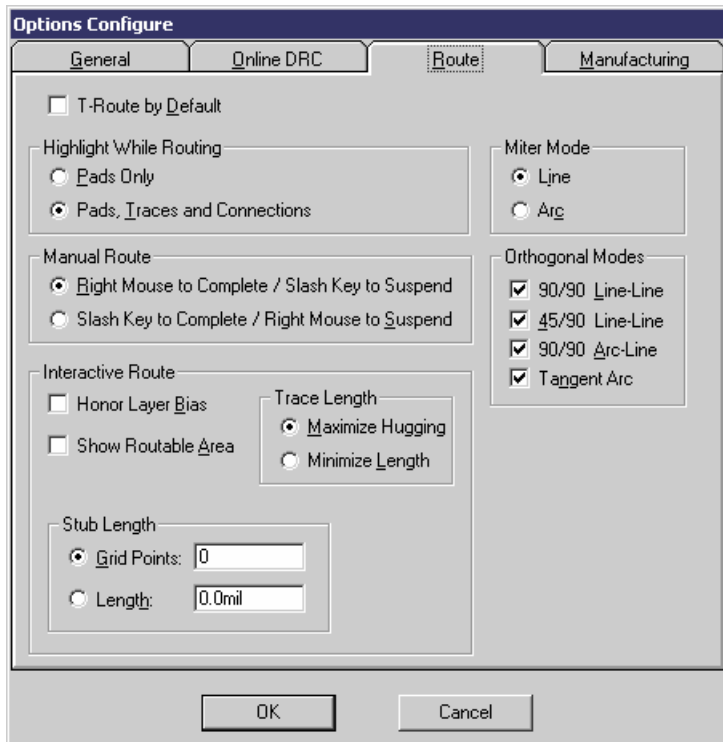 Options Configure
General Online DRC Route Manufacturing
T-Route by Default
Highlight While Routing
Pads Only
Pads, Traces and Connections
Miter Mode
Line
Arc
Manual Route
Right Mouse to Complete / Slash Key to Suspend
Slash Key to Complete / Right Mouse to Suspend
Orthogonal Modes
90/90 Line-Line
45/90 Line-Line
90/90 Arc-Line
Tangent Arc
Interactive Route
Honor Layer Bias
Show Routable Area
Trace Length
Maximize Hugging
Minimize Length
Stub Length
Grid Points: 0
Length: 0.0mil
OK Cancel